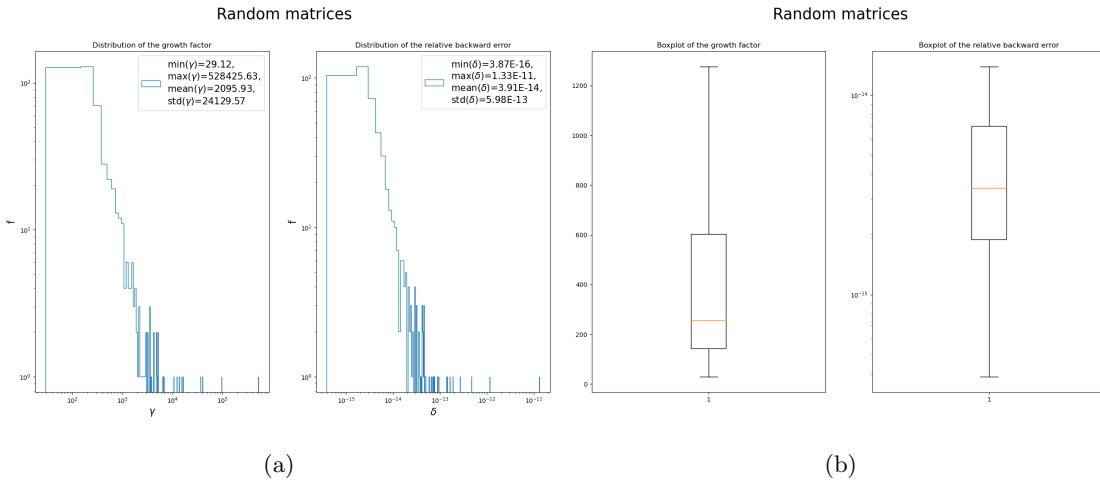 Random matrices
Random matrices
Distribution of the growth factor
Distribution of the relative backward error
Boxplot of the growth factor
Boxplot of the relative backward error
min(γ)=29.12,
max(γ)=528425.63,
mean(γ)=2095.93,
std(γ)=24129.57
min(δ)=3.87E-16,
max(δ)=1.33E-11,
mean(δ)=3.91E-14,
std(δ)=5.98E-13
f
10²
10¹
10⁰
10² 10³ 10⁴ 10⁵
γ
f
10²
10¹
10⁰
10⁻¹⁵ 10⁻¹⁴ 10⁻¹³ 10⁻¹² 10⁻¹¹
δ
1200
1000
800
600
400
200
0
1
10⁻¹⁴
10⁻¹⁵
1
(a)
(b)